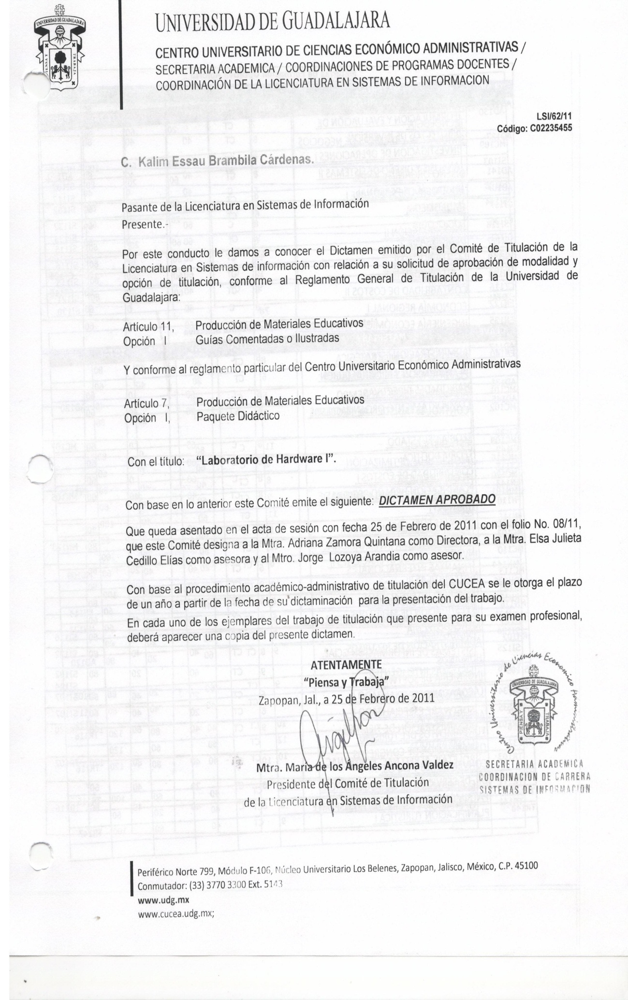 UNIVERSIDAD DE GUADALAJARA
CENTRO UNIVERSITARIO DE CIENCIAS ECONÓMICO ADMINISTRATIVAS /
SECRETARIA ACADEMICA / COORDINACIONES DE PROGRAMAS DOCENTES /
COORDINACIÓN DE LA LICENCIATURA EN SISTEMAS DE INFORMACION
UNIVERSIDAD DE GUADALAJARA
PIENSA Y
TRABAJA
LSI/62/11
Código: C02235455
C. Kalim Essau Brambila Cárdenas.
Pasante de la Licenciatura en Sistemas de Información
Presente.-
Por este conducto le damos a conocer el Dictamen emitido por el Comité de Titulación de la
Licenciatura en Sistemas de información con relación a su solicitud de aprobación de modalidad y
opción de titulación, conforme al Reglamento General de Titulación de la Universidad de
Guadalajara:
Artículo 11, Producción de Materiales Educativos
Opción I Guías Comentadas o Ilustradas
Y conforme al reglamento particular del Centro Universitario Económico Administrativas
Artículo 7, Producción de Materiales Educativos
Opción I, Paquete Didáctico
Con el título: “Laboratorio de Hardware I”.
Con base en lo anterior este Comité emite el siguiente: DICTAMEN APROBADO
Que queda asentado en el acta de sesión con fecha 25 de Febrero de 2011 con el folio No. 08/11,
que este Comité designa a la Mtra. Adriana Zamora Quintana como Directora, a la Mtra. Elsa Julieta
Cedillo Elías como asesora y al Mtro. Jorge Lozoya Arandia como asesor.
Con base al procedimiento académico-administrativo de titulación del CUCEA se le otorga el plazo
de un año a partir de la fecha de su dictaminación para la presentación del trabajo.
En cada uno de los ejemplares del trabajo de titulación que presente para su examen profesional,
deberá aparecer una copia del presente dictamen.
ATENTAMENTE
“Piensa y Trabaja”
Zapopan, Jal., a 25 de Febrero de 2011
Mtra. María de los Ángeles Ancona Valdez
Presidente del Comité de Titulación
de la Licenciatura en Sistemas de Información
Centro Universitario de Ciencias Economico Administrativas
UNIVERSIDAD DE GUADALAJARA
PIENSA Y
TRABAJA
SECRETARIA ACADEMICA
COORDINACION DE CARRERA
SISTEMAS DE INFORMACION
Periférico Norte 799, Módulo F-106, Núcleo Universitario Los Belenes, Zapopan, Jalisco, México, C.P. 45100
Conmutador: (33) 3770 3300 Ext. 5143
www.udg.mx
www.cucea.udg.mx;